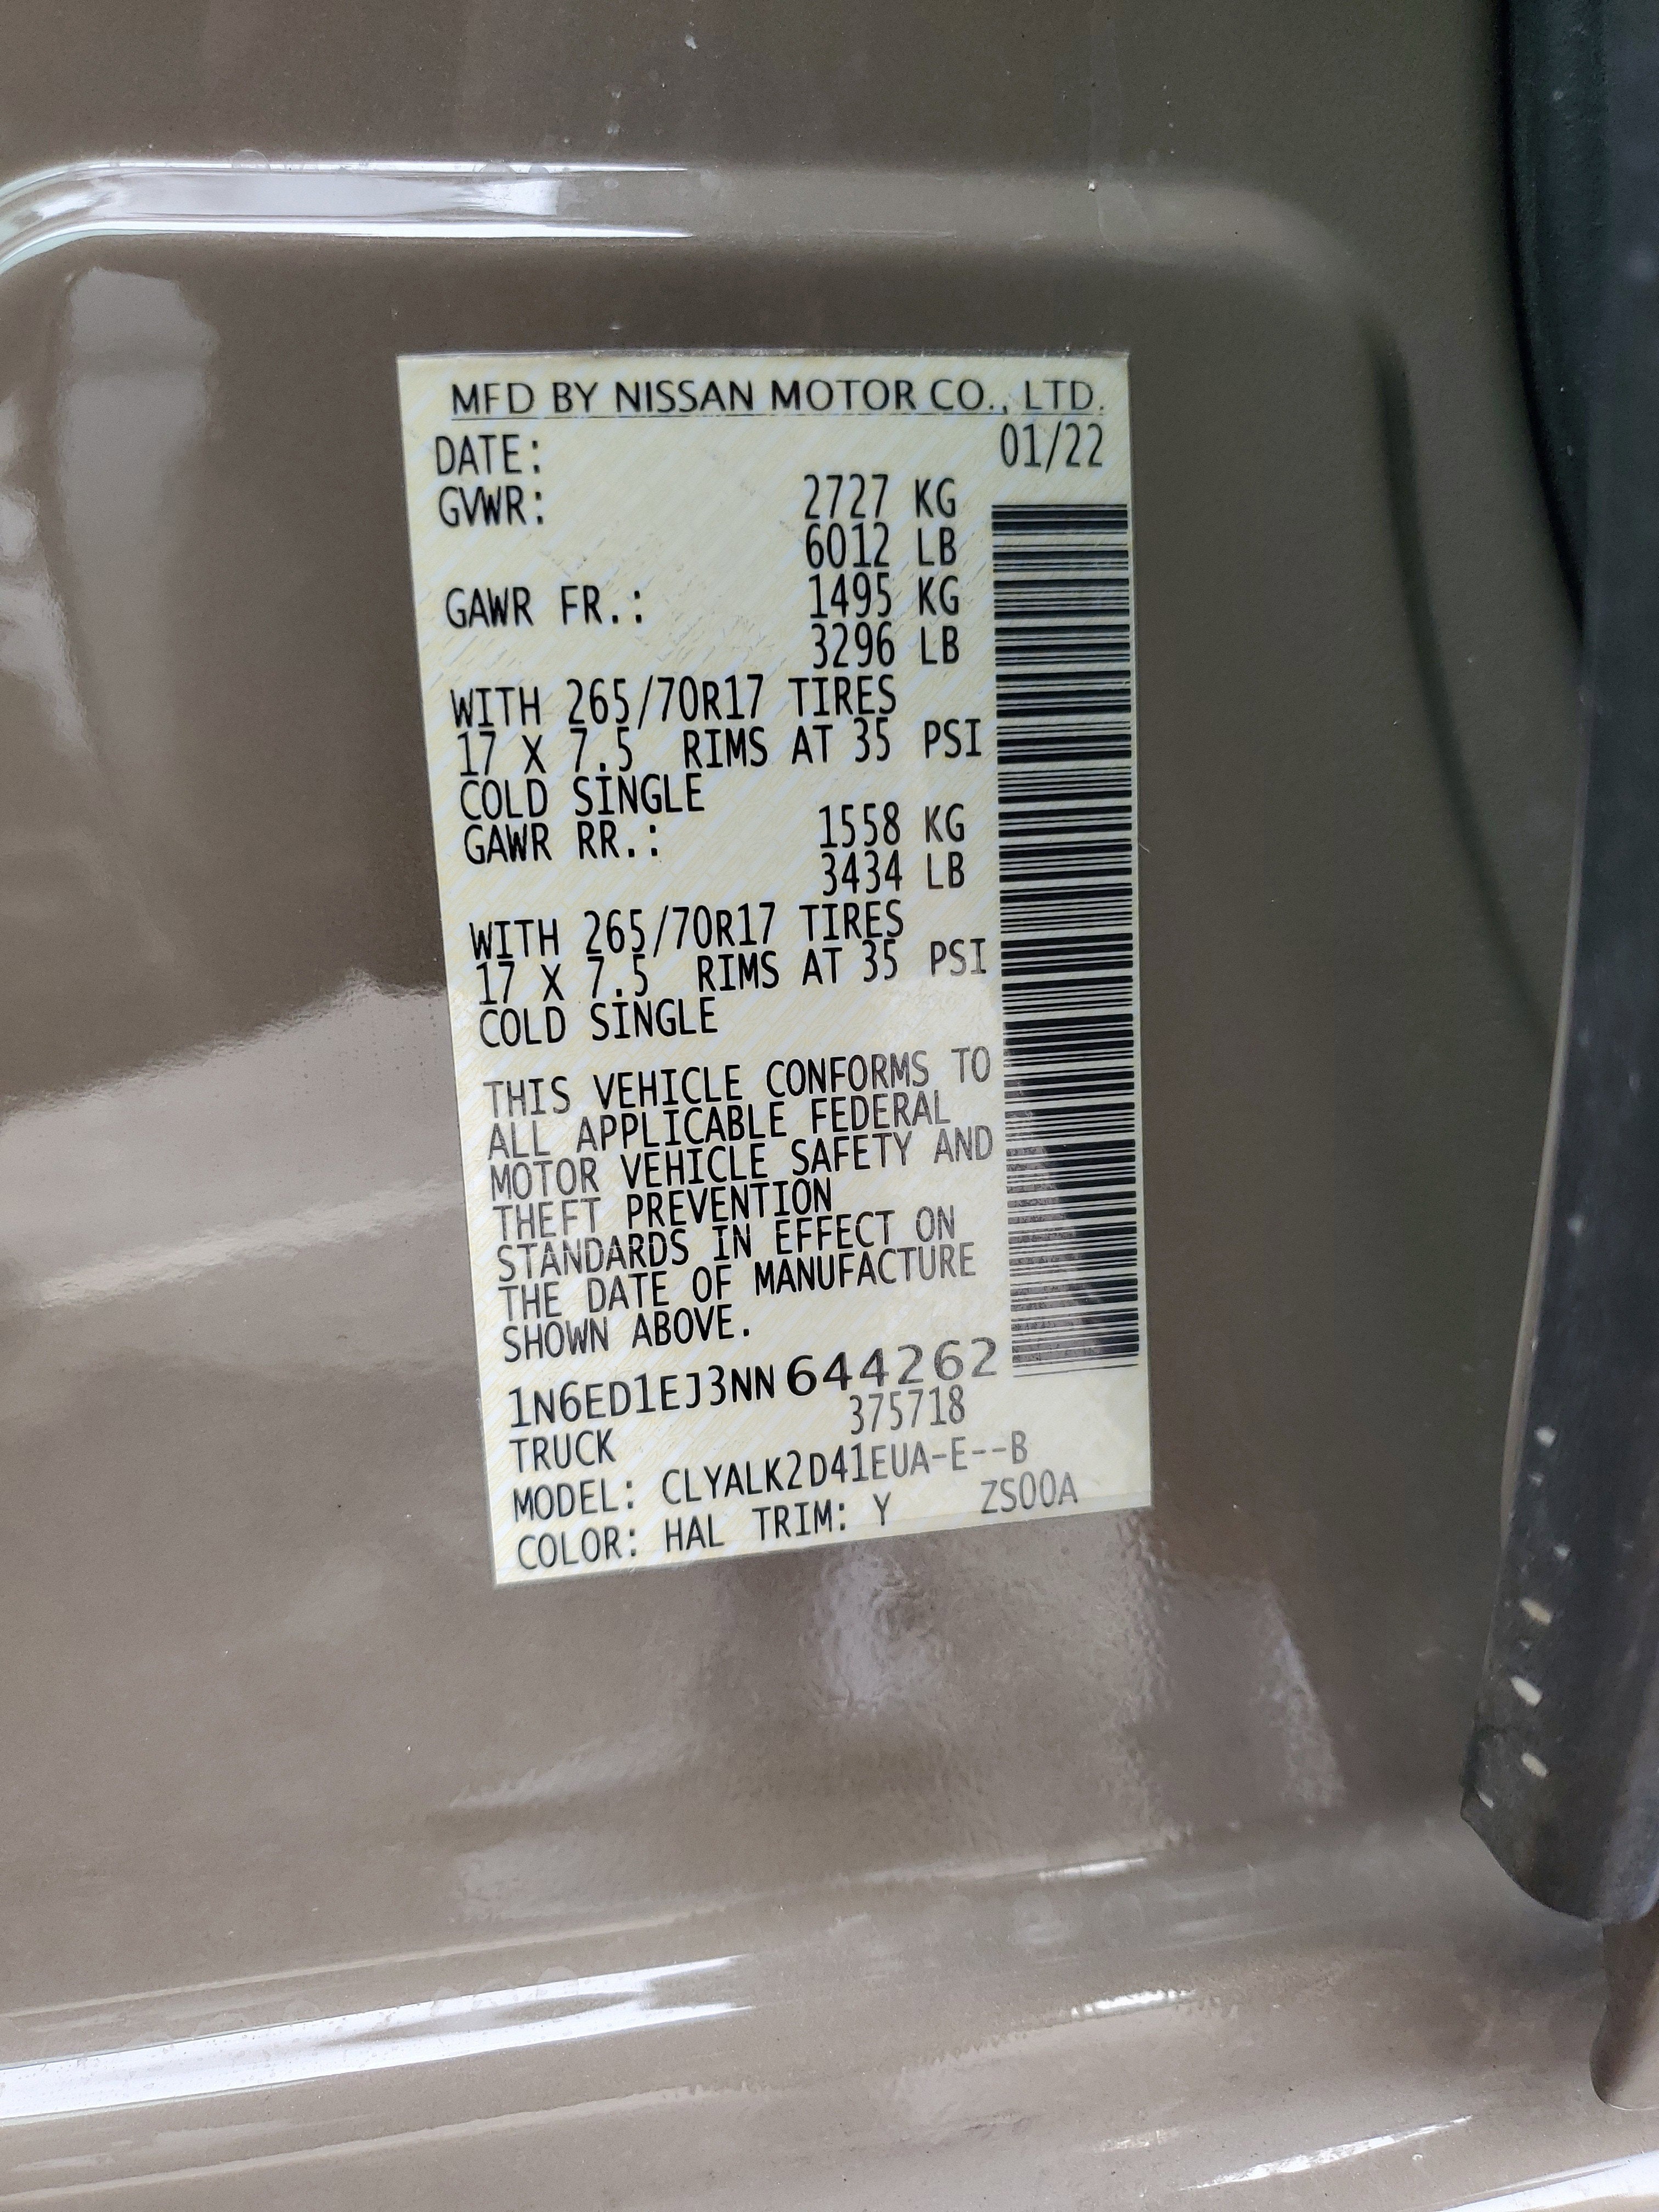 MFD BY NISSAN MOTOR CO., LTD.
DATE: 01/22
GVWR: 2727 KG
6012 LB
GAWR FR.: 1495 KG
3296 LB
WITH 265/70R17 TIRES
17 X 7.5 RIMS AT 35 PSI
COLD SINGLE
GAWR RR.: 1558 KG
3434 LB
WITH 265/70R17 TIRES
17 X 7.5 RIMS AT 35 PSI
COLD SINGLE
THIS VEHICLE CONFORMS TO
ALL APPLICABLE FEDERAL
MOTOR VEHICLE SAFETY AND
THEFT PREVENTION
STANDARDS IN EFFECT ON
THE DATE OF MANUFACTURE
SHOWN ABOVE.
1N6ED1EJ3NN644262
TRUCK 375718
MODEL: CLYALK2D41EUA-E--B
COLOR: HAL TRIM: Y ZS00A